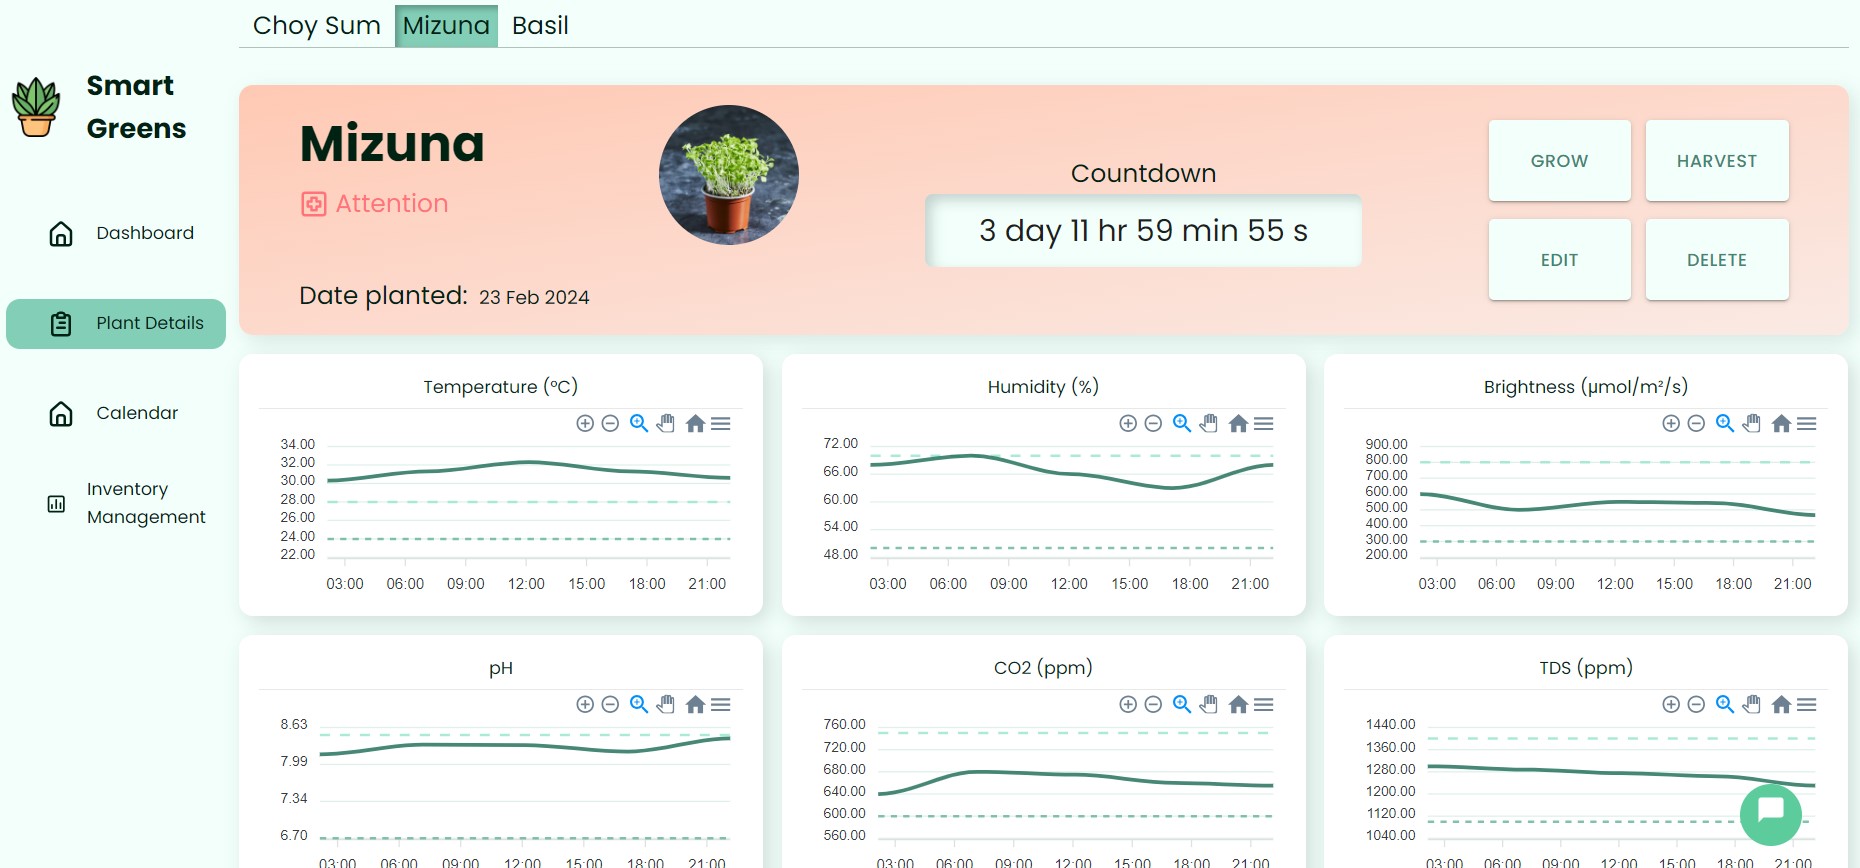 Choy Sum Mizuna Basil
Smart
Greens
Dashboard
Plant Details
Calendar
Inventory
Management
Mizuna
Attention
Date planted: 23 Feb 2024
Countdown
3 day 11 hr 59 min 55 s
GROW HARVEST
EDIT DELETE
Temperature (°C)
34.00
32.00
30.00
28.00
26.00
24.00
22.00
03:00 06:00 09:00 12:00 15:00 18:00 21:00
Humidity (%)
72.00
66.00
60.00
54.00
48.00
03:00 06:00 09:00 12:00 15:00 18:00 21:00
Brightness (μmol/m²/s)
900.00
800.00
700.00
600.00
500.00
400.00
300.00
200.00
03:00 06:00 09:00 12:00 15:00 18:00 21:00
pH
8.63
7.99
7.34
6.70
03:00 06:00 09:00 12:00 15:00 18:00 21:00
CO2 (ppm)
760.00
720.00
680.00
640.00
600.00
560.00
03:00 06:00 09:00 12:00 15:00 18:00 21:00
TDS (ppm)
1440.00
1360.00
1280.00
1200.00
1120.00
1040.00
03:00 06:00 09:00 12:00 15:00 18:00 21:00